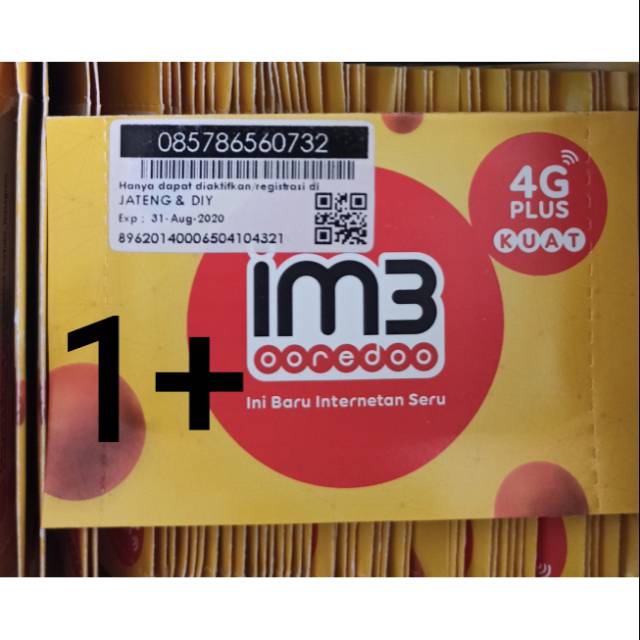 085786560732
Hanya dapat diaktifkan/registrasi di
JATENG & DIY
Exp : 31-Aug-2020
89620140006504104321
4G
PLUS
KUAT
im3
ooredoo
Ini Baru Internetan Seru
1+